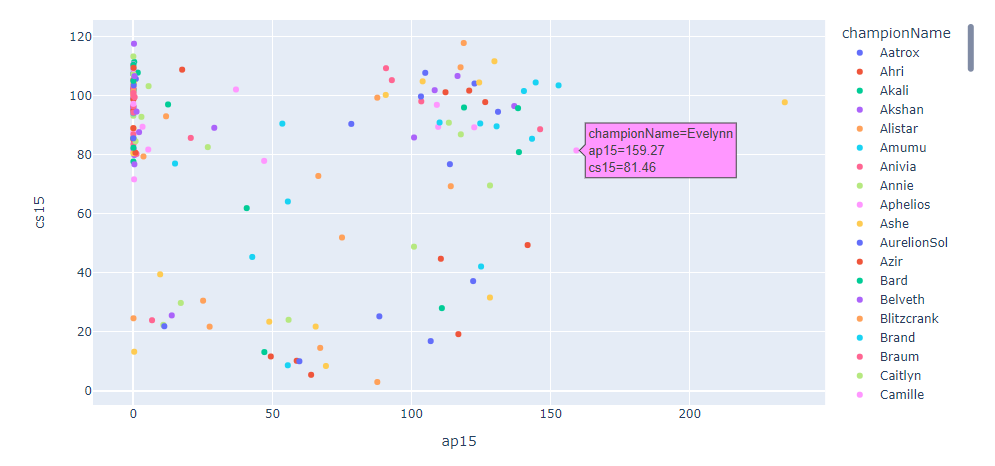 championName
Aatrox
Ahri
Akali
Akshan
Alistar
Amumu
Anivia
Annie
Aphelios
Ashe
AurelionSol
Azir
Bard
Belveth
Blitzcrank
Brand
Braum
Caitlyn
Camille
championName=Evelynn
ap15=159.27
cs15=81.46
120
100
80
60
40
20
0
cs15
0
50
100
150
200
ap15